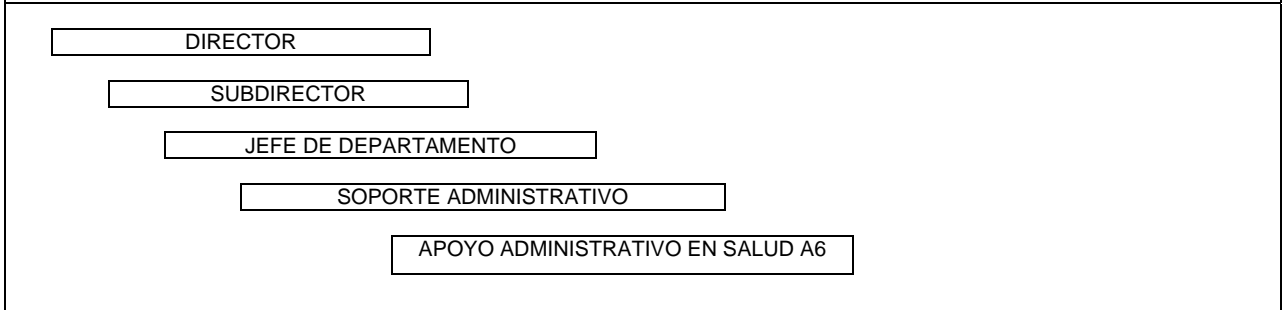 DIRECTOR
SUBDIRECTOR
JEFE DE DEPARTAMENTO
SOPORTE ADMINISTRATIVO
APOYO ADMINISTRATIVO EN SALUD A6